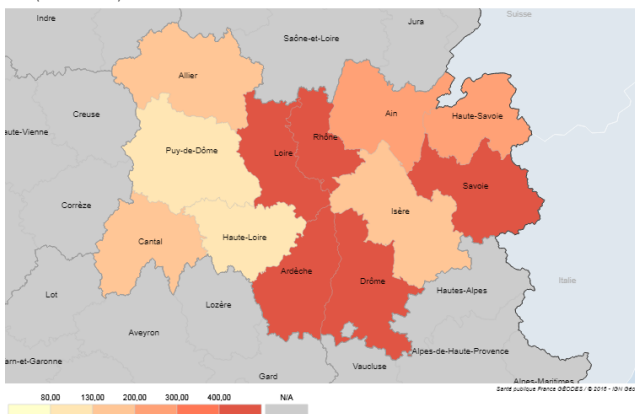 Indre
Jura
Suisse
Saône-et-Loire
Allier
Creuse
Ain
Haute-Savoie
aute-Vienne
Rhône
Puy-de-Dôme
Loire
Savoie
Corrèze
Isère
Haute-Loire
Cantal
Ardèche
Drôme
Italie
Hautes-Alpes
Lot
Lozère
Aveyron
Alpes-de-Haute-Provence
arn-et-Garonne
Vaucluse
Gard
Alpes-Maritimes
Santé publique France GÉODES / © 2016 - IGN Géo
80,00 130,00 200,00 300,00 400,00 N/A